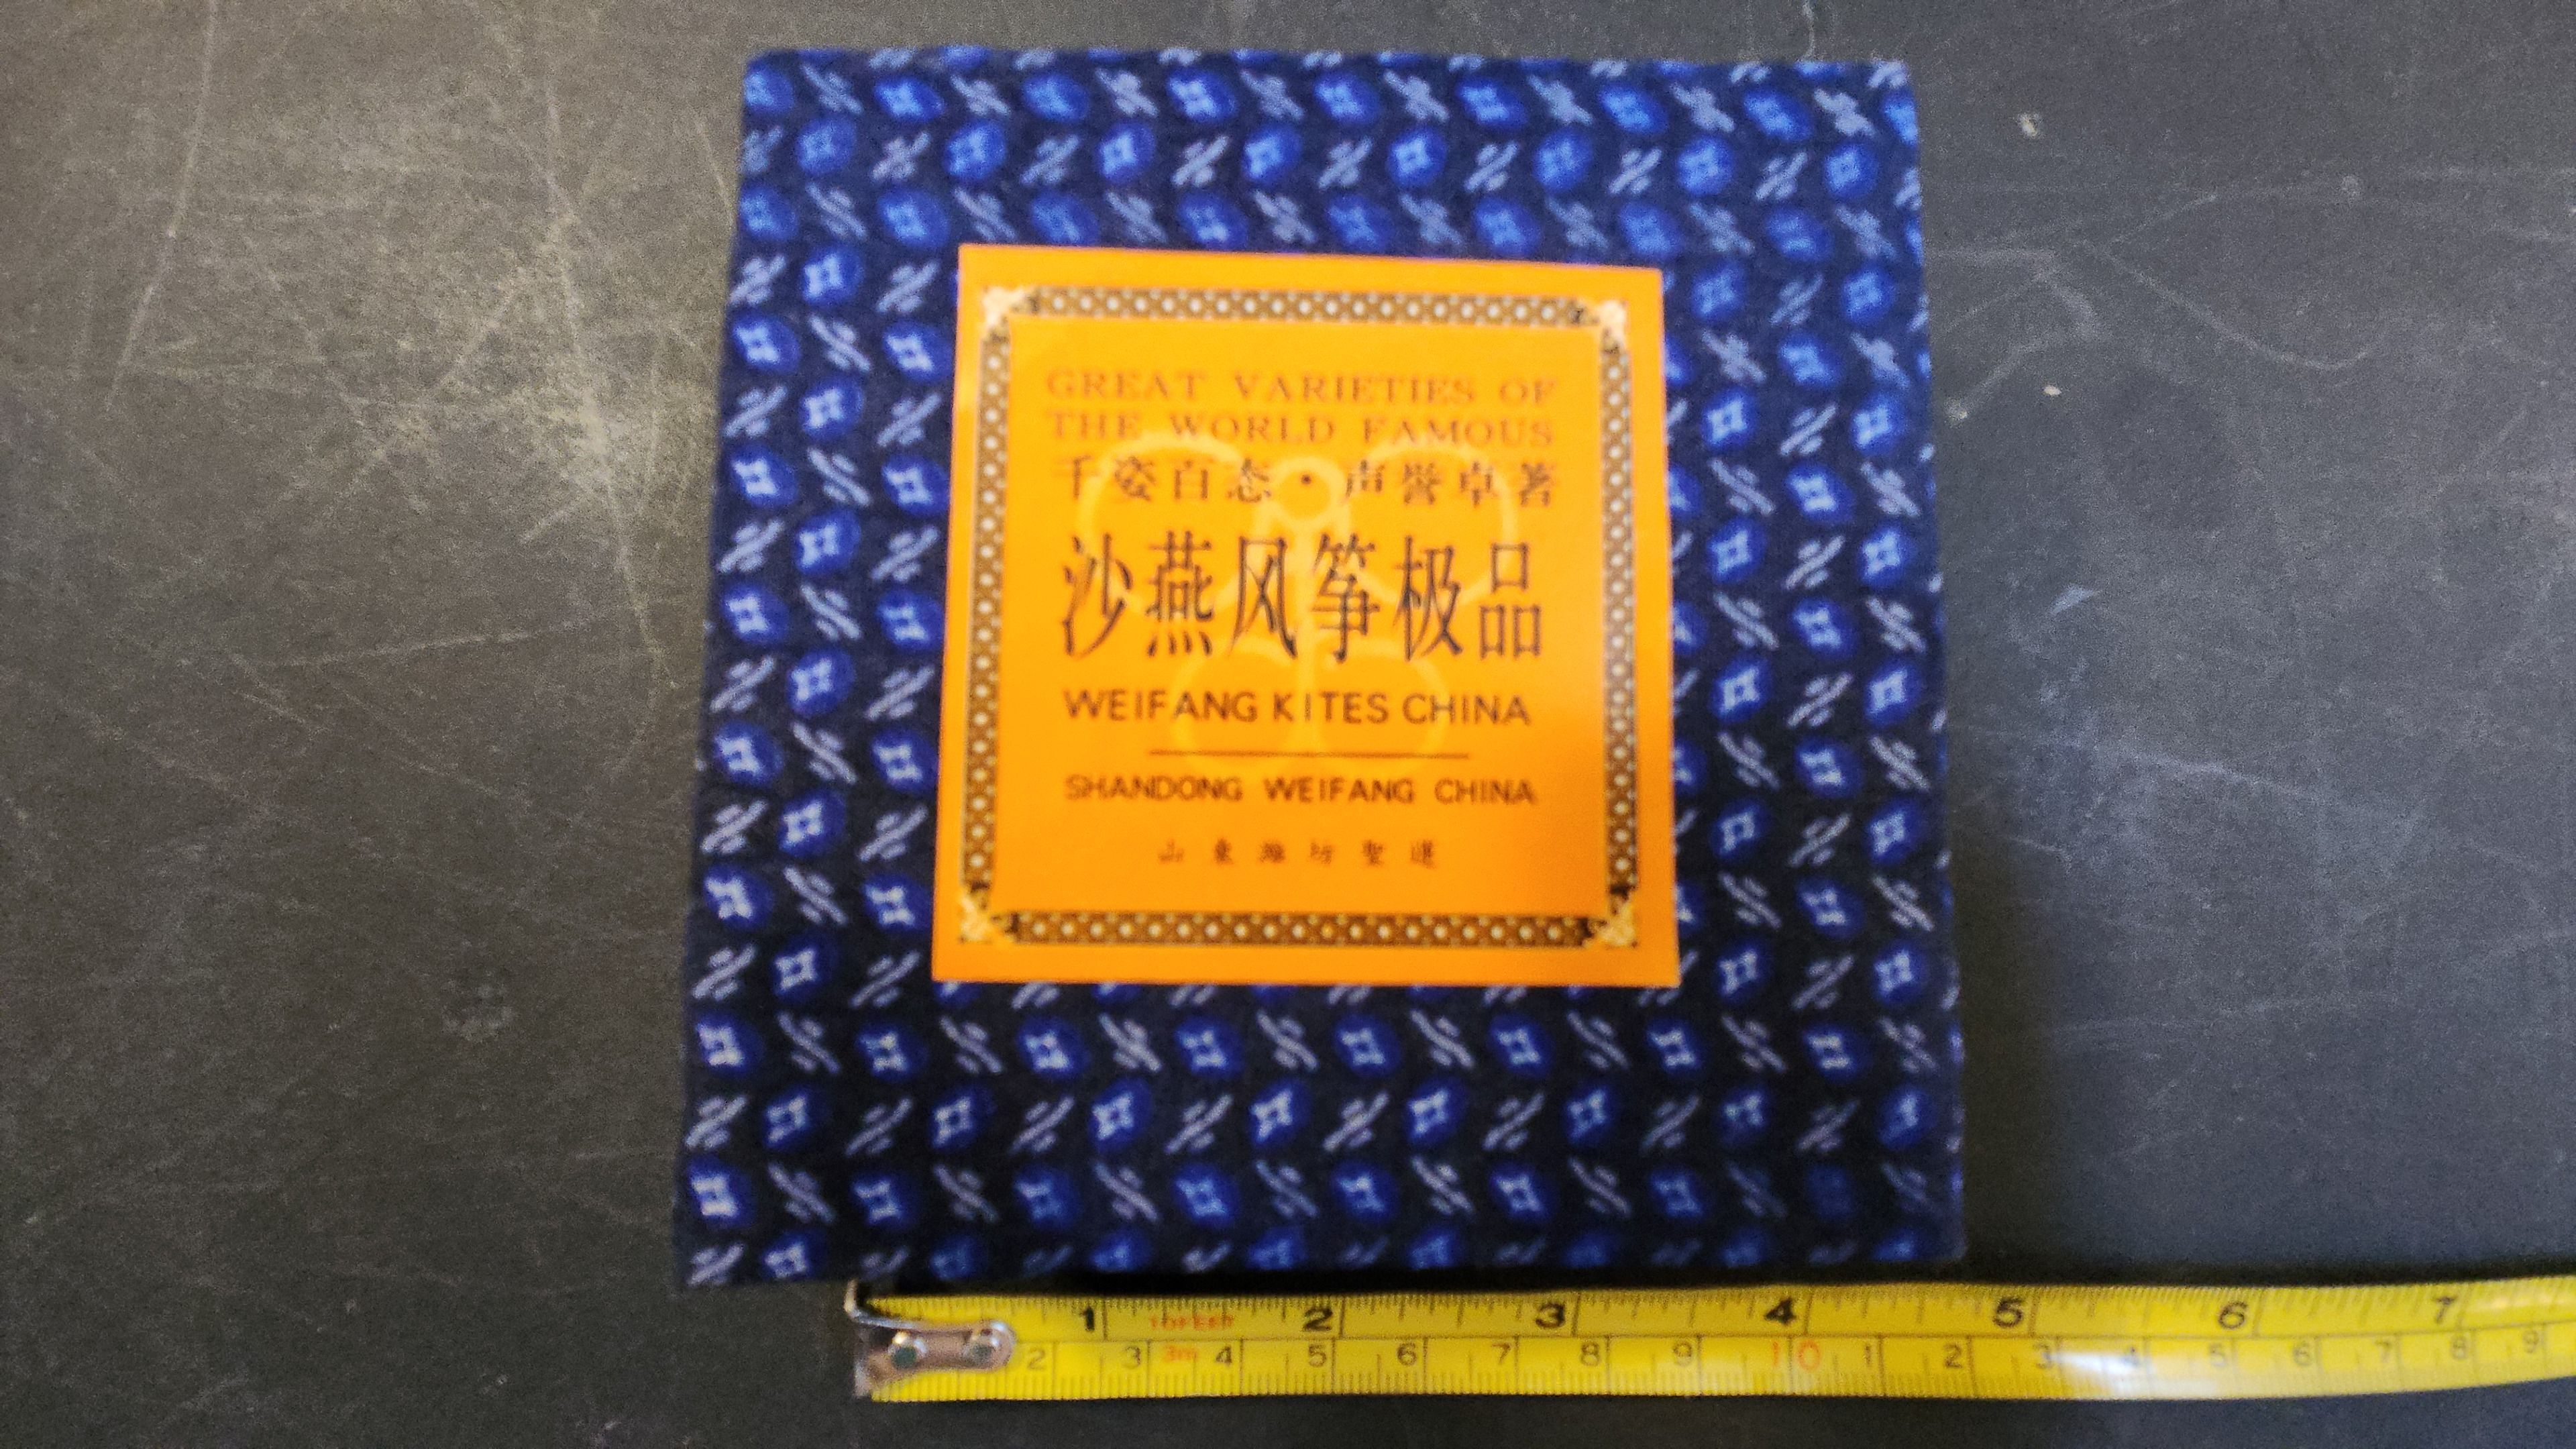 GREAT VARIETIES OF
THE WORLD FAMOUS
千姿百态·声誉卓著
沙燕风筝极品
WEIFANG KITES CHINA
SHANDONG WEIFANG CHINA
山東濰坊
1 10FEET 2 3 4 5 6 7
2 3 3m 4 5 6 7 8 9 10 1 2 3 4 5 6 7 8 9